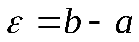 ε = b - a